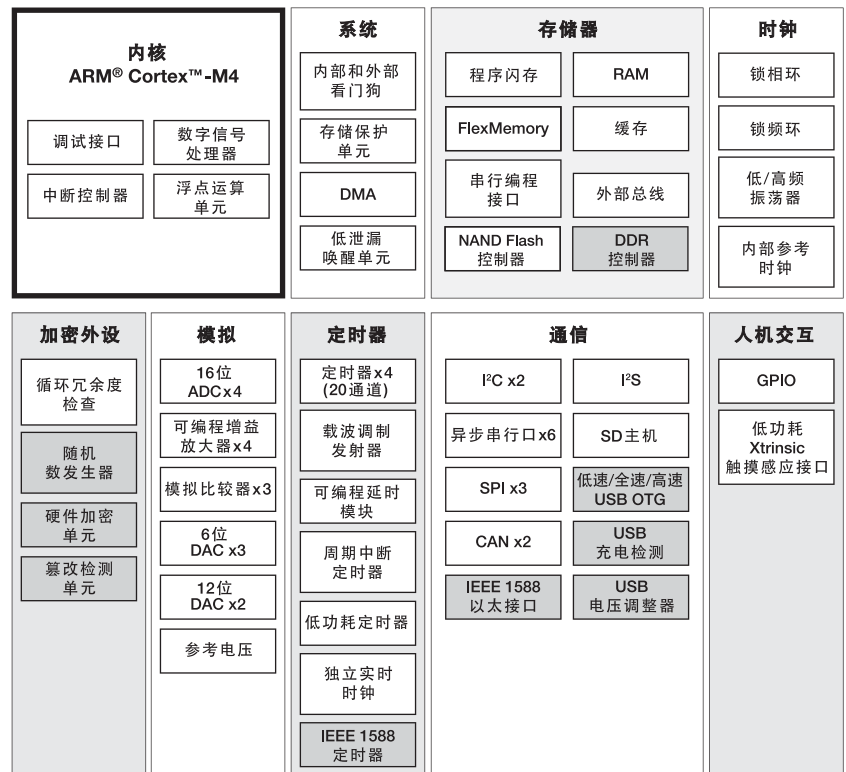 内核
ARM® Cortex™-M4
调试接口
数字信号
处理器
中断控制器
浮点运算
单元
系统
内部和外部
看门狗
存储保护
单元
DMA
低泄漏
唤醒单元
存储器
程序闪存
RAM
FlexMemory
缓存
串行编程
接口
外部总线
NAND Flash
控制器
DDR
控制器
时钟
锁相环
锁频环
低/高频
振荡器
内部参考
时钟
加密外设
循环冗余度
检查
随机
数发生器
硬件加密
单元
篡改检测
单元
模拟
16位
ADCx4
可编程增益
放大器x4
模拟比较器x3
6位
DAC x3
12位
DAC x2
参考电压
定时器
定时器x4
(20通道)
载波调制
发射器
可编程延时
模块
周期中断
定时器
低功耗定时器
独立实时
时钟
IEEE 1588
定时器
通信
I²C x2
I²S
异步串行口x6
SD主机
SPI x3
低速/全速/高速
USB OTG
CAN x2
USB
充电检测
IEEE 1588
以太接口
USB
电压调整器
人机交互
GPIO
低功耗
Xtrinsic
触摸感应接口